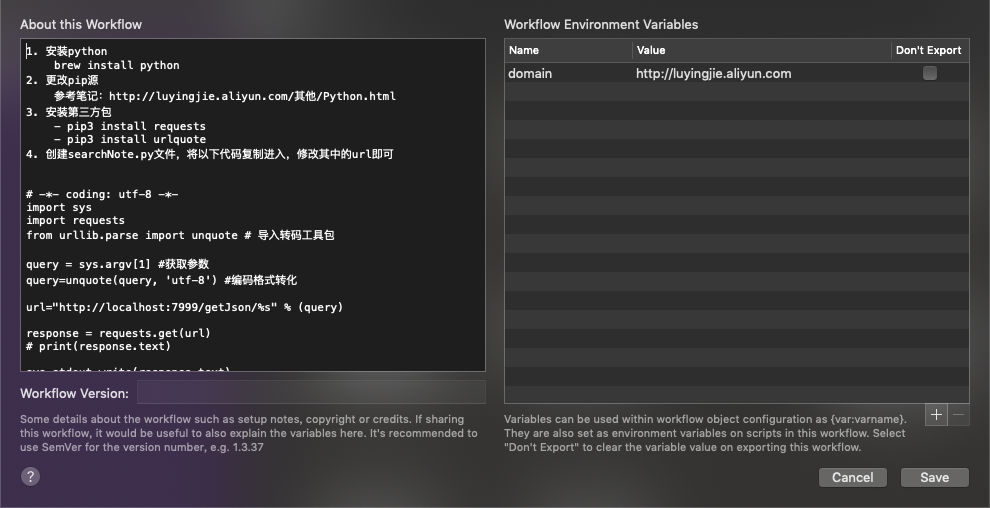 About this Workflow
1. 安装python
brew install python
2. 更改pip源
参考笔记：http://luyingjie.aliyun.com/其他/Python.html
3. 安装第三方包
- pip3 install requests
- pip3 install urlquote
4. 创建searchNote.py文件，将以下代码复制进入，修改其中的url即可
# -*- coding: utf-8 -*-
import sys
import requests
from urllib.parse import unquote # 导入转码工具包
query = sys.argv[1] #获取参数
query=unquote(query, 'utf-8') #编码格式转化
url="http://localhost:7999/getJson/%s" % (query)
response = requests.get(url)
# print(response.text)
sys.stdout.write(response.text)
Workflow Version:
Some details about the workflow such as setup notes, copyright or credits. If sharing
this workflow, it would be useful to also explain the variables here. It's recommended to
use SemVer for the version number, e.g. 1.3.37
?
Workflow Environment Variables
Name Value Don't Export
domain http://luyingjie.aliyun.com
+ −
Variables can be used within workflow object configuration as {var:varname}.
They are also set as environment variables on scripts in this workflow. Select
"Don't Export" to clear the variable value on exporting this workflow.
Cancel Save